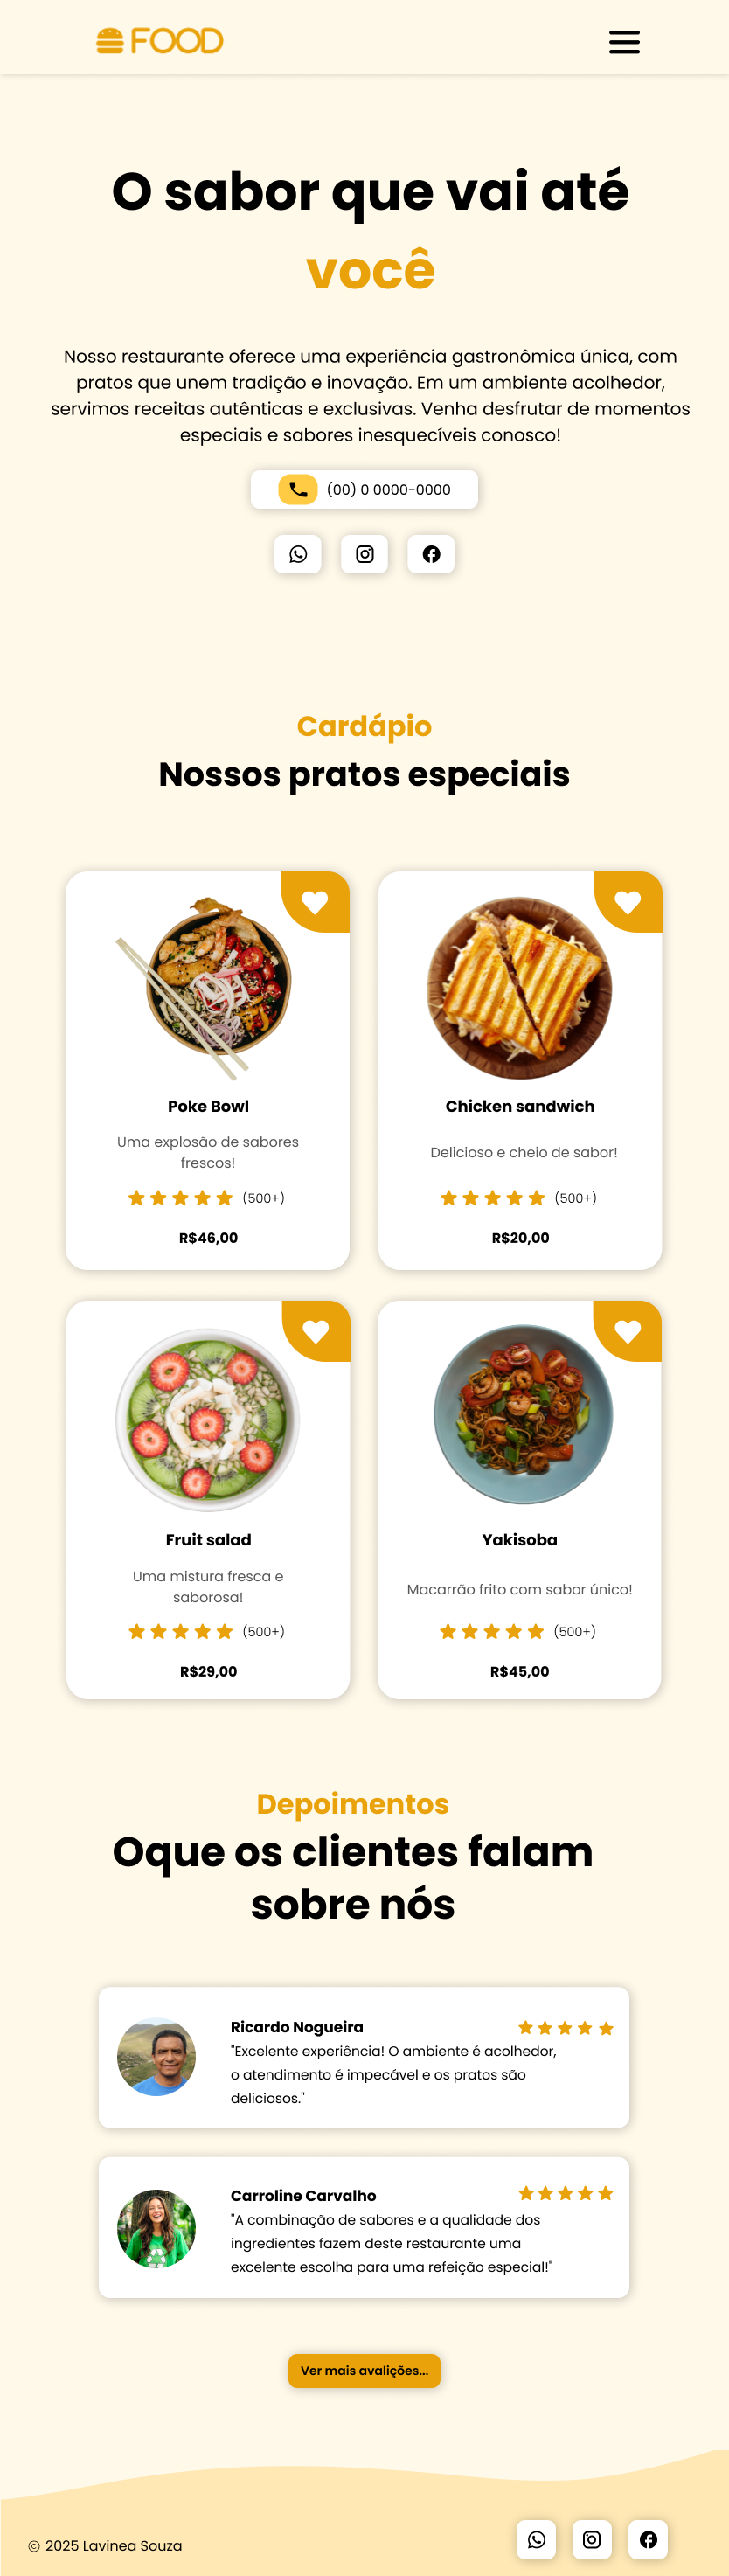 FOOD
O sabor que vai até
você
Nosso restaurante oferece uma experiência gastronômica única, com
pratos que unem tradição e inovação. Em um ambiente acolhedor,
servimos receitas autênticas e exclusivas. Venha desfrutar de momentos
especiais e sabores inesquecíveis conosco!
(00) 0 0000-0000
Cardápio
Nossos pratos especiais
Poke Bowl
Uma explosão de sabores
frescos!
(500+)
R$46,00
Chicken sandwich
Delicioso e cheio de sabor!
(500+)
R$20,00
Fruit salad
Uma mistura fresca e
saborosa!
(500+)
R$29,00
Yakisoba
Macarrão frito com sabor único!
(500+)
R$45,00
Depoimentos
Oque os clientes falam
sobre nós
Ricardo Nogueira
"Excelente experiência! O ambiente é acolhedor,
o atendimento é impecável e os pratos são
deliciosos."
Carroline Carvalho
"A combinação de sabores e a qualidade dos
ingredientes fazem deste restaurante uma
excelente escolha para uma refeição especial!"
Ver mais avalições...
© 2025 Lavinea Souza